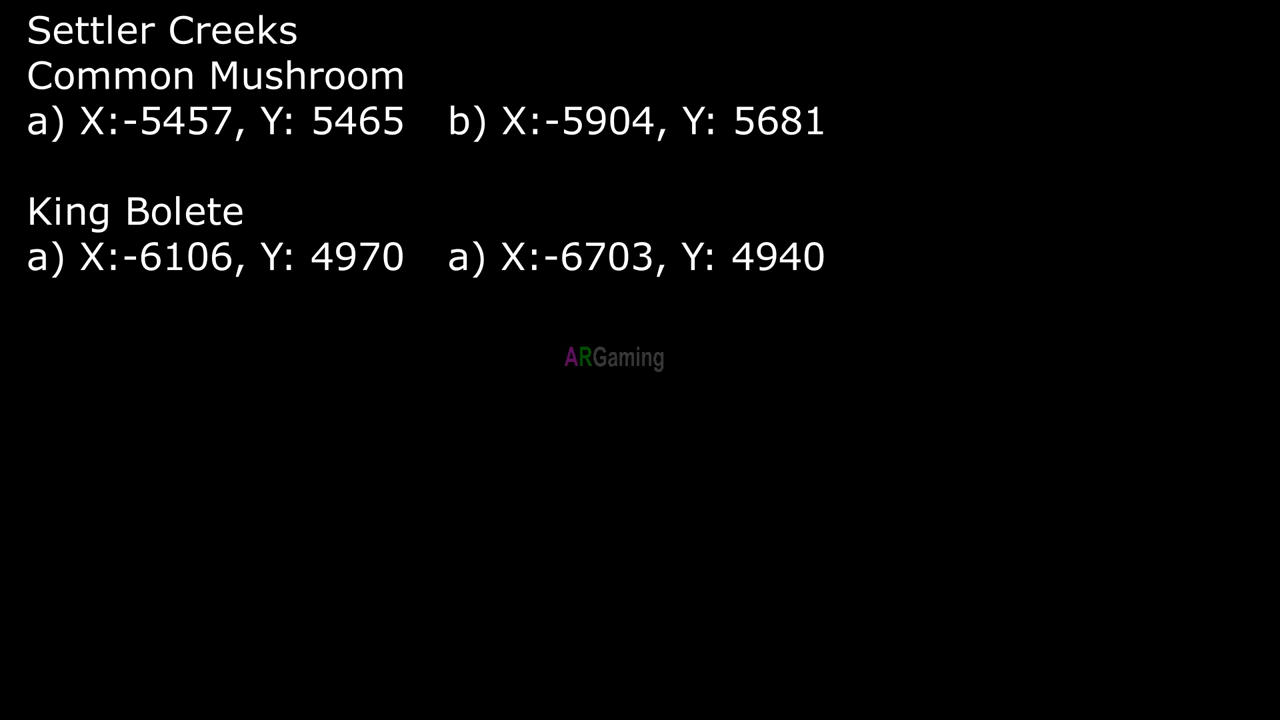 Settler Creeks
Common Mushroom
a) X:-5457, Y: 5465   b) X:-5904, Y: 5681
King Bolete
a) X:-6106, Y: 4970   a) X:-6703, Y: 4940
ARGaming